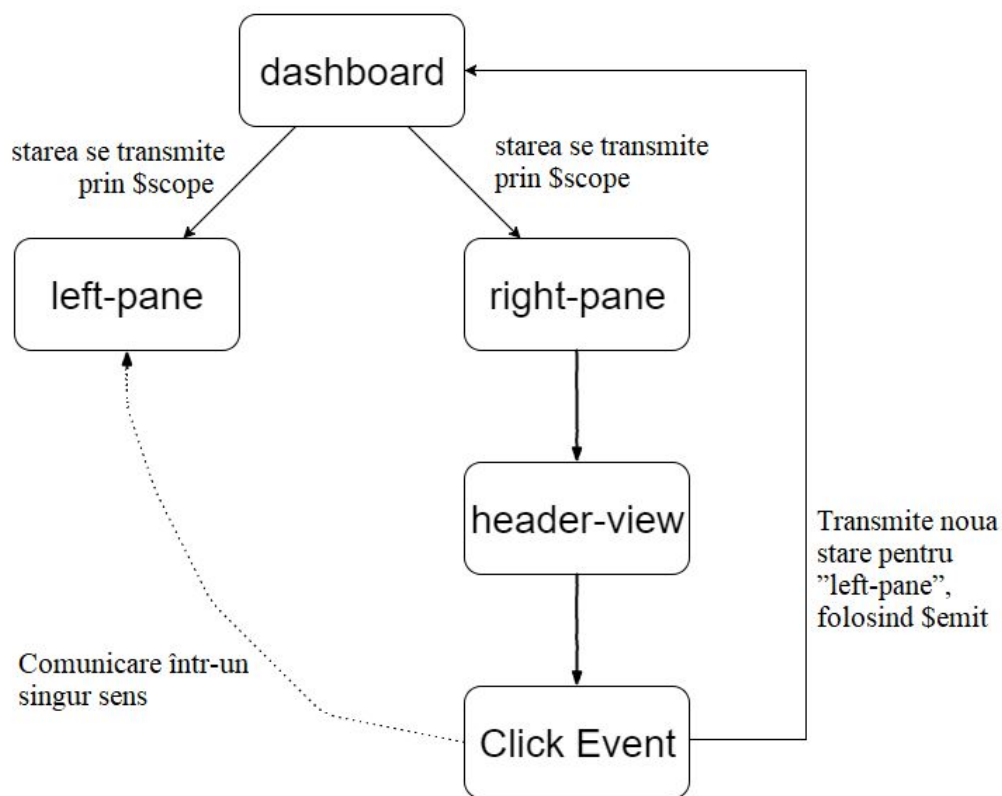 dashboard
starea se transmite
prin $scope
starea se transmite
prin $scope
left-pane
right-pane
header-view
Transmite noua
stare pentru
”left-pane”,
folosind $emit
Comunicare într-un
singur sens
Click Event